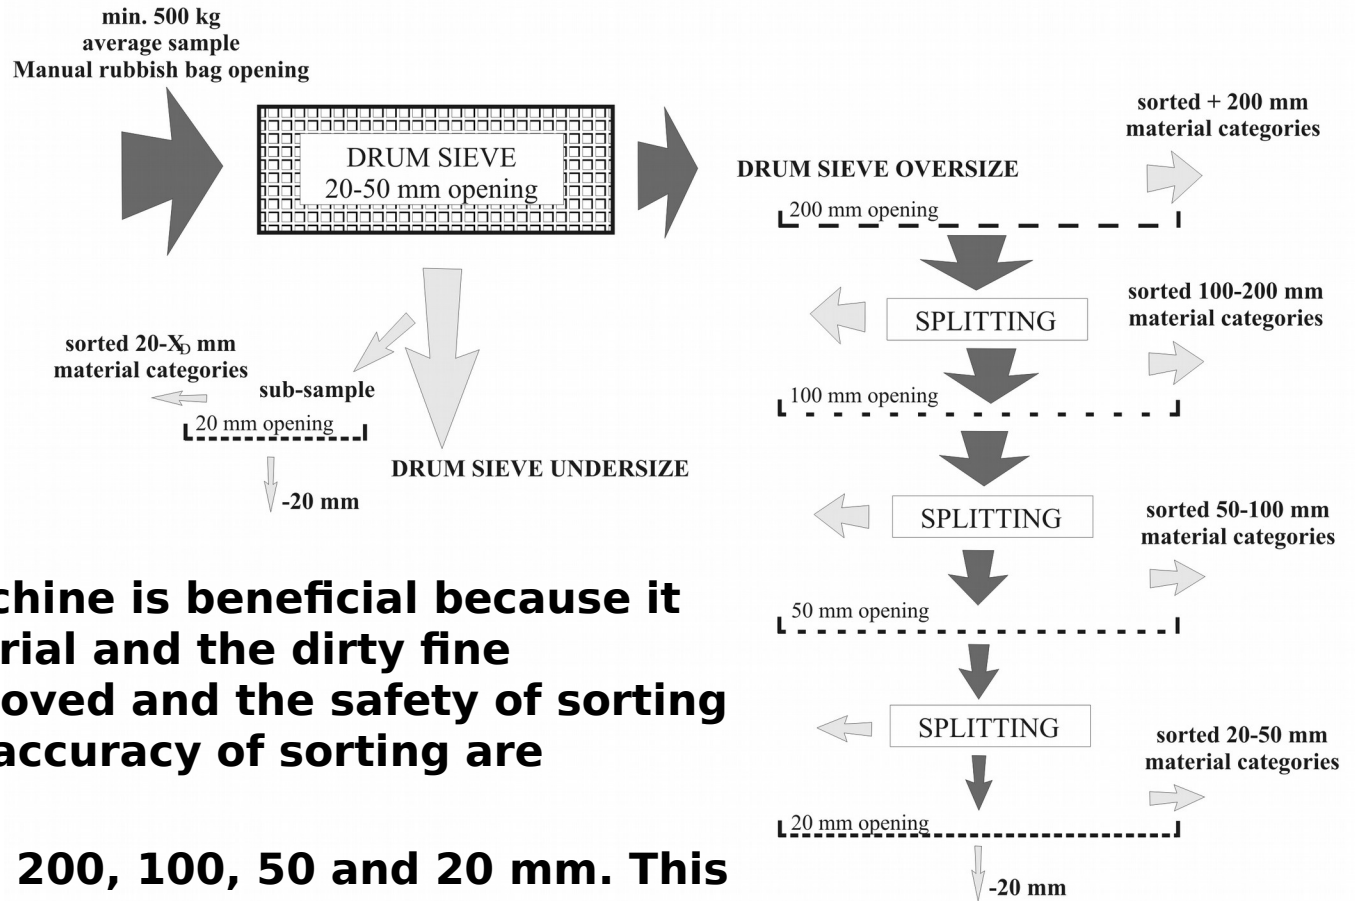 min. 500 kg
average sample
Manual rubbish bag opening
DRUM SIEVE
20-50 mm opening
DRUM SIEVE OVERSIZE
sorted + 200 mm
material categories
200 mm opening
SPLITTING
sorted 100-200 mm
material categories
100 mm opening
SPLITTING
sorted 50-100 mm
material categories
50 mm opening
SPLITTING
sorted 20-50 mm
material categories
20 mm opening
-20 mm
sorted 20-XD mm
material categories
sub-sample
20 mm opening
-20 mm
DRUM SIEVE UNDERSIZE
chine is beneficial because it
rial and the dirty fine
oved and the safety of sorting
accuracy of sorting are
200, 100, 50 and 20 mm. This